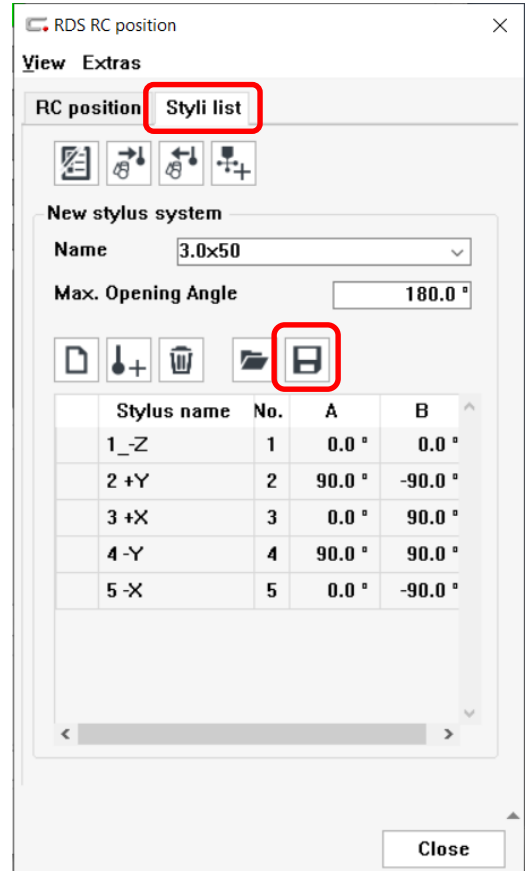 RDS RC position
View Extras
RC position Styli list
New stylus system
Name 3.0x50
Max. Opening Angle 180.0 °
Stylus name No. A B
1_-Z 1 0.0 ° 0.0 °
2 +Y 2 90.0 ° -90.0 °
3 +X 3 0.0 ° 90.0 °
4 -Y 4 90.0 ° 90.0 °
5 -X 5 0.0 ° -90.0 °
Close